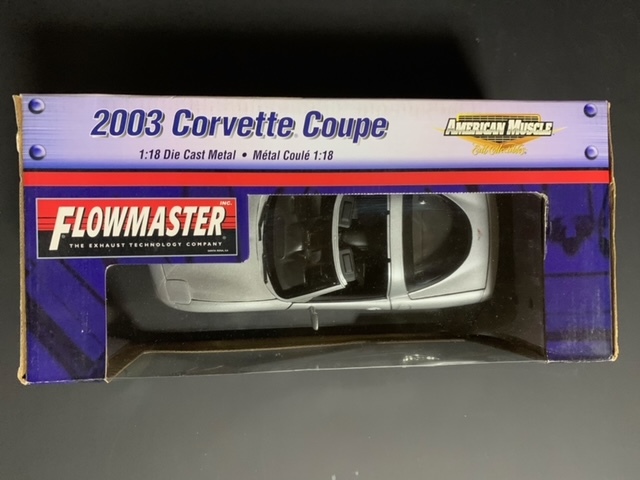 2003 Corvette Coupe
1:18 Die Cast Metal • Métal Coulé 1:18
AMERICAN MUSCLE
FLOWMASTER INC.
THE EXHAUST TECHNOLOGY COMPANY